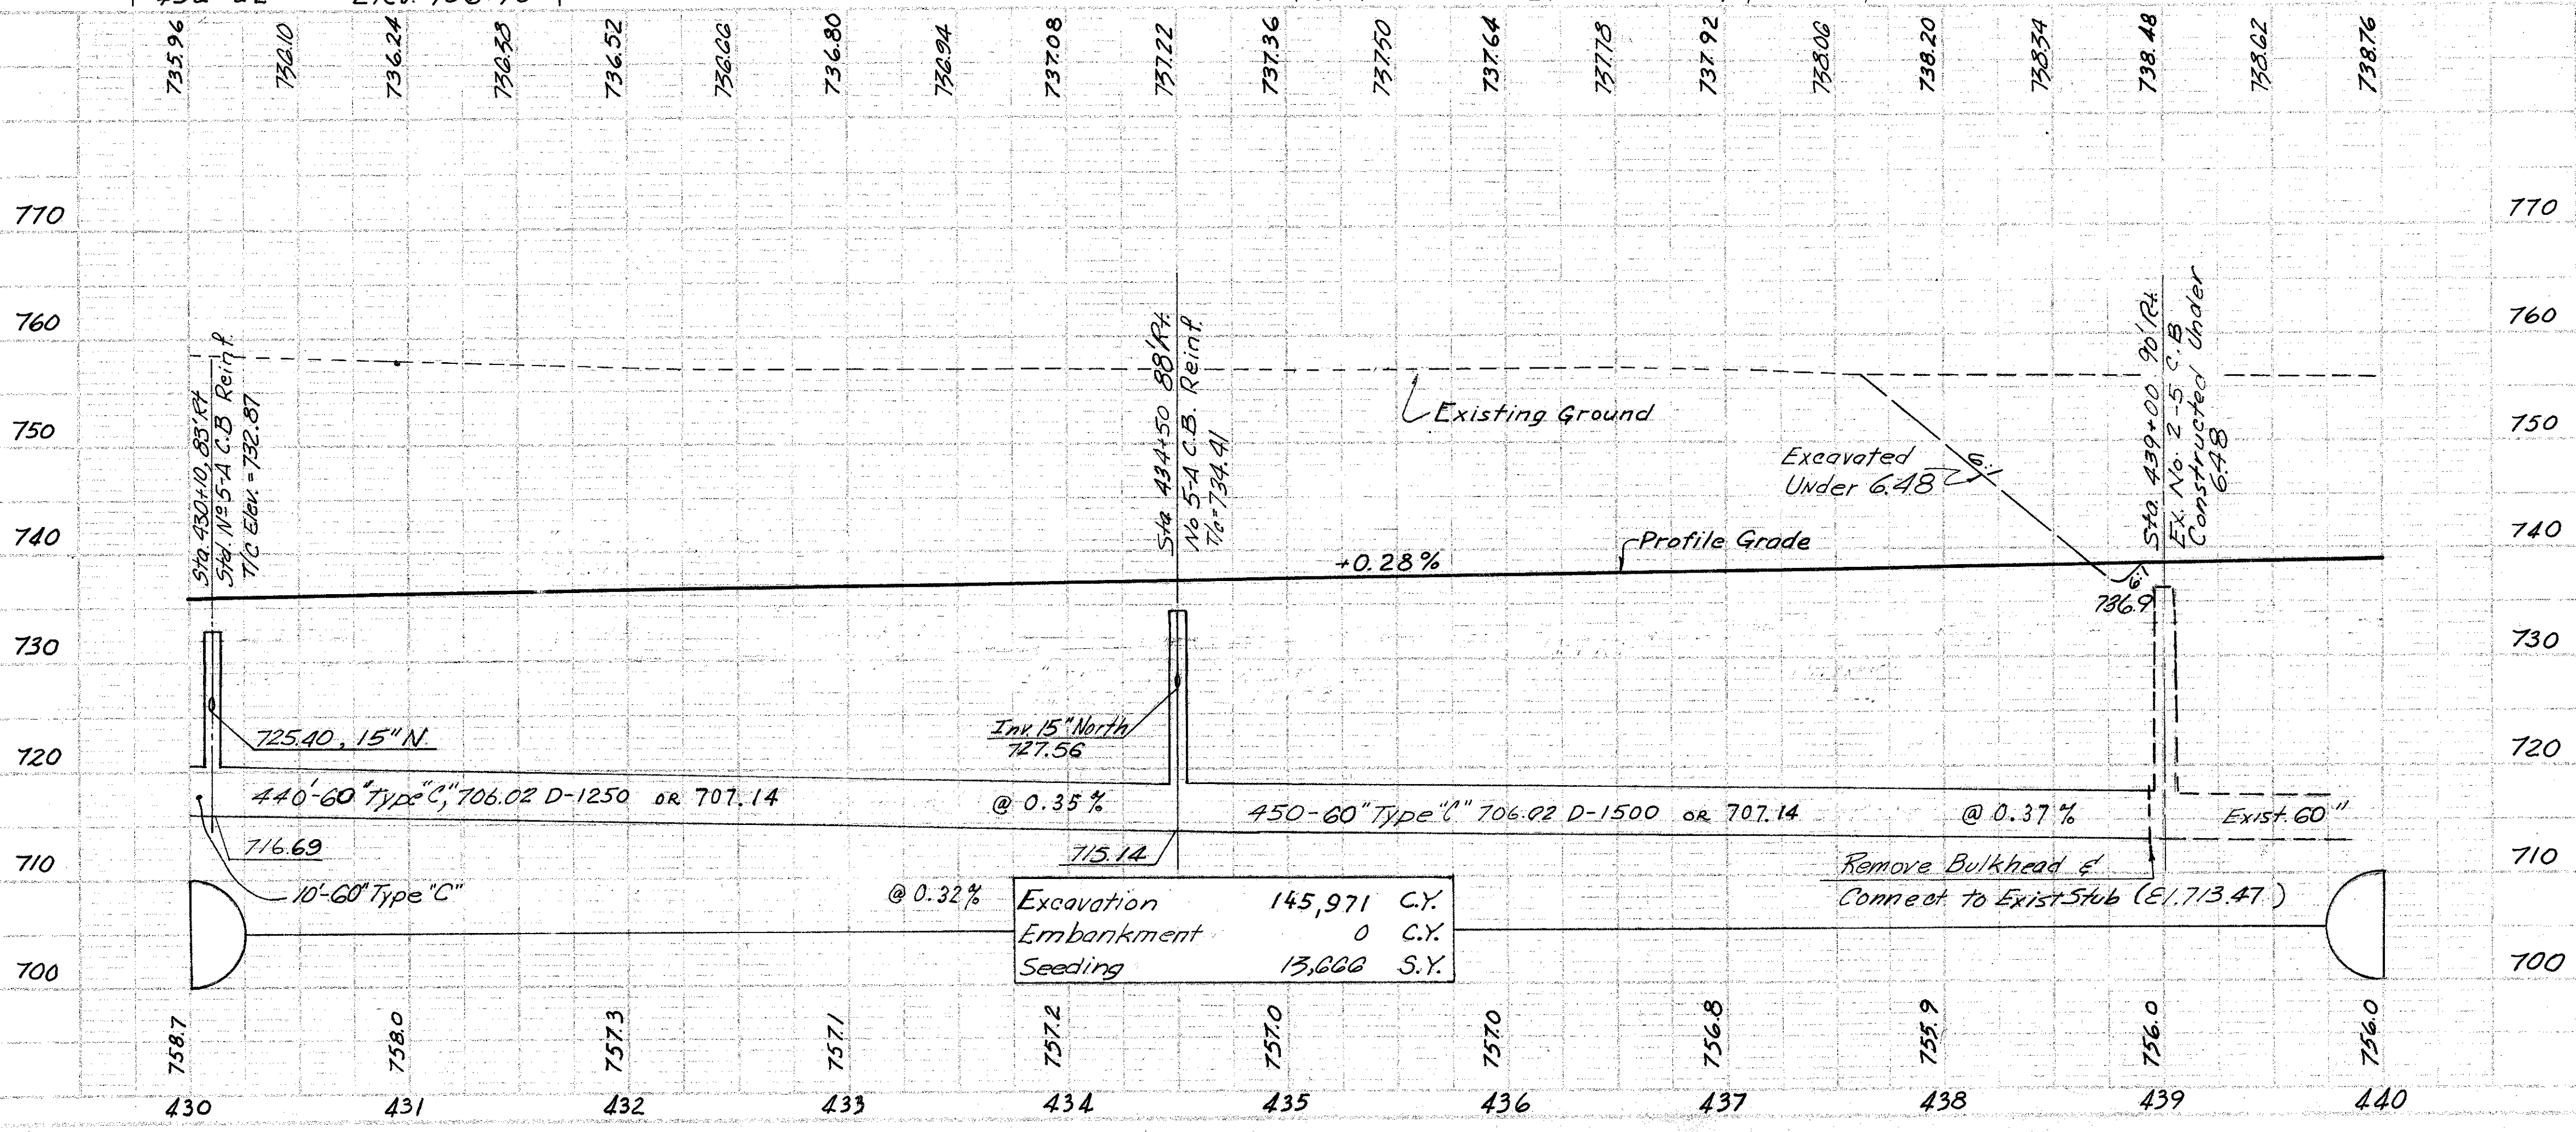 735.96 736.10 736.24 736.38 736.52 736.66 736.80 736.94 737.08 737.22 737.36 737.50 737.64 737.78 737.92 738.06 738.20 738.34 738.48 738.62 738.76
770 770
760 760
750 750
740 740
730 730
720 720
710 710
700 700
Sta. 430+10, 83' Rt
Std. Nº 5-A C.B Reinf.
T/C Elev. = 732.87
Sta 434+50 88' Rt.
No 5-A C.B. Reinf.
T/c = 734.41
Existing Ground
Excavated
Under 6.48
6:1
Sta. 439+00 90' Rt.
Ex. No. 2-5 C.B
Constructed Under
6.48
+0.28%
Profile Grade
6:1
736.9
725.40, 15" N.
Inv. 15" North
727.56
440'-60" Type "C", 706.02 D-1250 OR 707.14
@ 0.35%
450-60" Type "C" 706.02 D-1500 OR 707.14
@ 0.37%
Exist. 60"
716.69
715.14
10'-60" Type "C"
@ 0.32%
Remove Bulkhead &
Connect to Exist Stub (El. 713.47)
Excavation 145,971 C.Y.
Embankment 0 C.Y.
Seeding 13,666 S.Y.
758.7 758.0 757.3 757.1 757.2 757.0 757.0 756.8 755.9 756.0 756.0
430 431 432 433 434 435 436 437 438 439 440